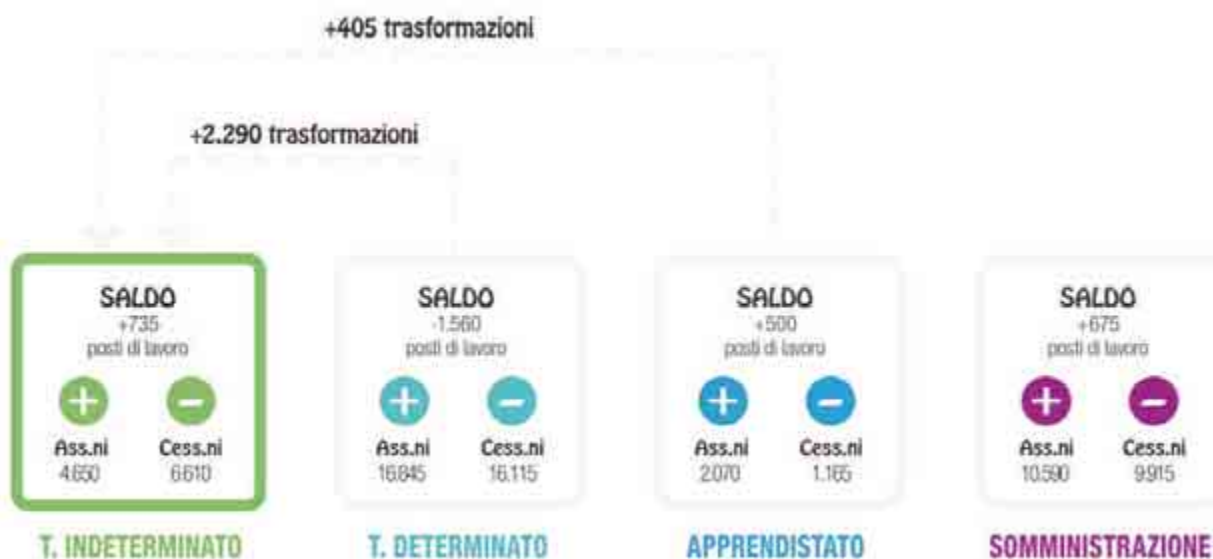 +405 trasformazioni
+2.290 trasformazioni
SALDO
+735
posti di lavoro
+ -
Ass.ni Cess.ni
4.650 6.610
T. INDETERMINATO
SALDO
-1.560
posti di lavoro
+ -
Ass.ni Cess.ni
16.845 16.115
T. DETERMINATO
SALDO
+500
posti di lavoro
+ -
Ass.ni Cess.ni
2.070 1.165
APPRENDISTATO
SALDO
+675
posti di lavoro
+ -
Ass.ni Cess.ni
10.590 9.915
SOMMINISTRAZIONE